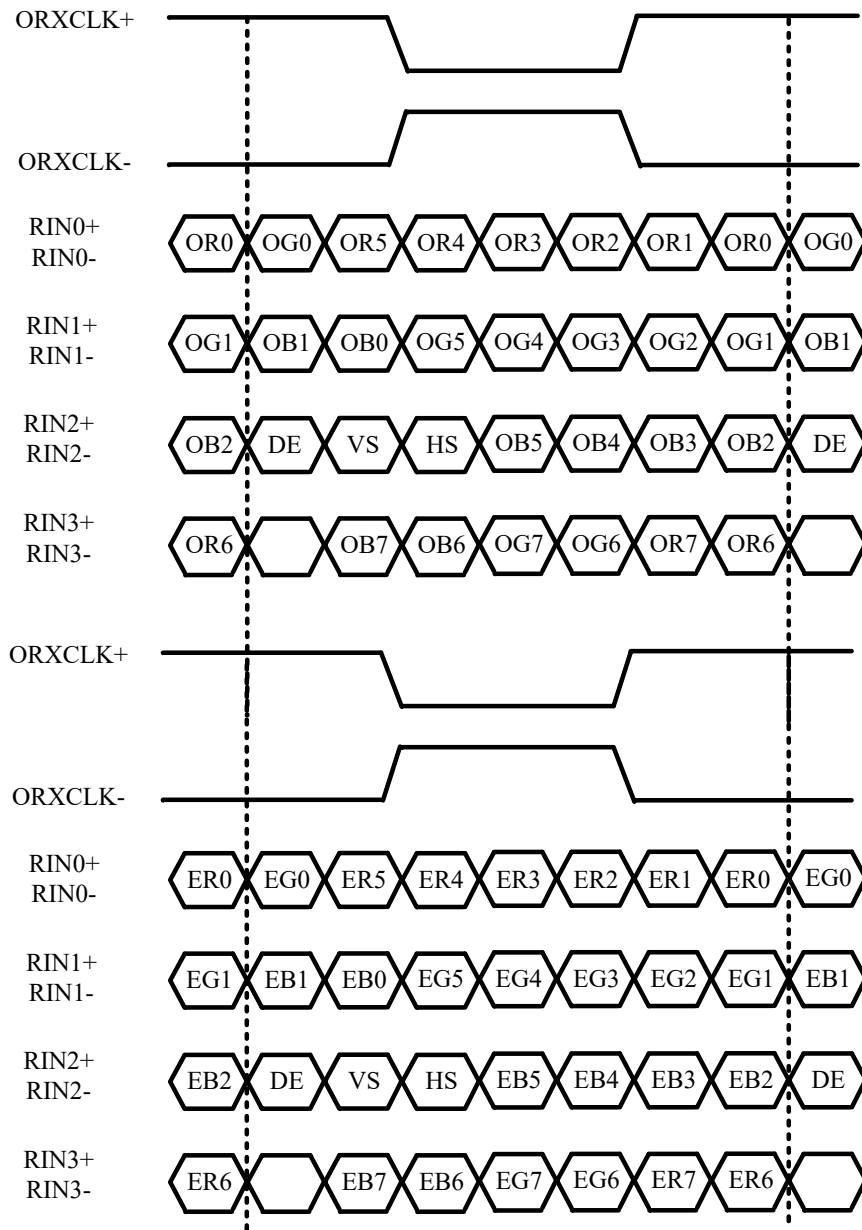 ORXCLK+
ORXCLK-
RIN0+
RIN0-
OR0 OG0 OR5 OR4 OR3 OR2 OR1 OR0 OG0
RIN1+
RIN1-
OG1 OB1 OB0 OG5 OG4 OG3 OG2 OG1 OB1
RIN2+
RIN2-
OB2 DE VS HS OB5 OB4 OB3 OB2 DE
RIN3+
RIN3-
OR6 OB7 OB6 OG7 OG6 OR7 OR6
ORXCLK+
ORXCLK-
RIN0+
RIN0-
ER0 EG0 ER5 ER4 ER3 ER2 ER1 ER0 EG0
RIN1+
RIN1-
EG1 EB1 EB0 EG5 EG4 EG3 EG2 EG1 EB1
RIN2+
RIN2-
EB2 DE VS HS EB5 EB4 EB3 EB2 DE
RIN3+
RIN3-
ER6 EB7 EB6 EG7 EG6 ER7 ER6